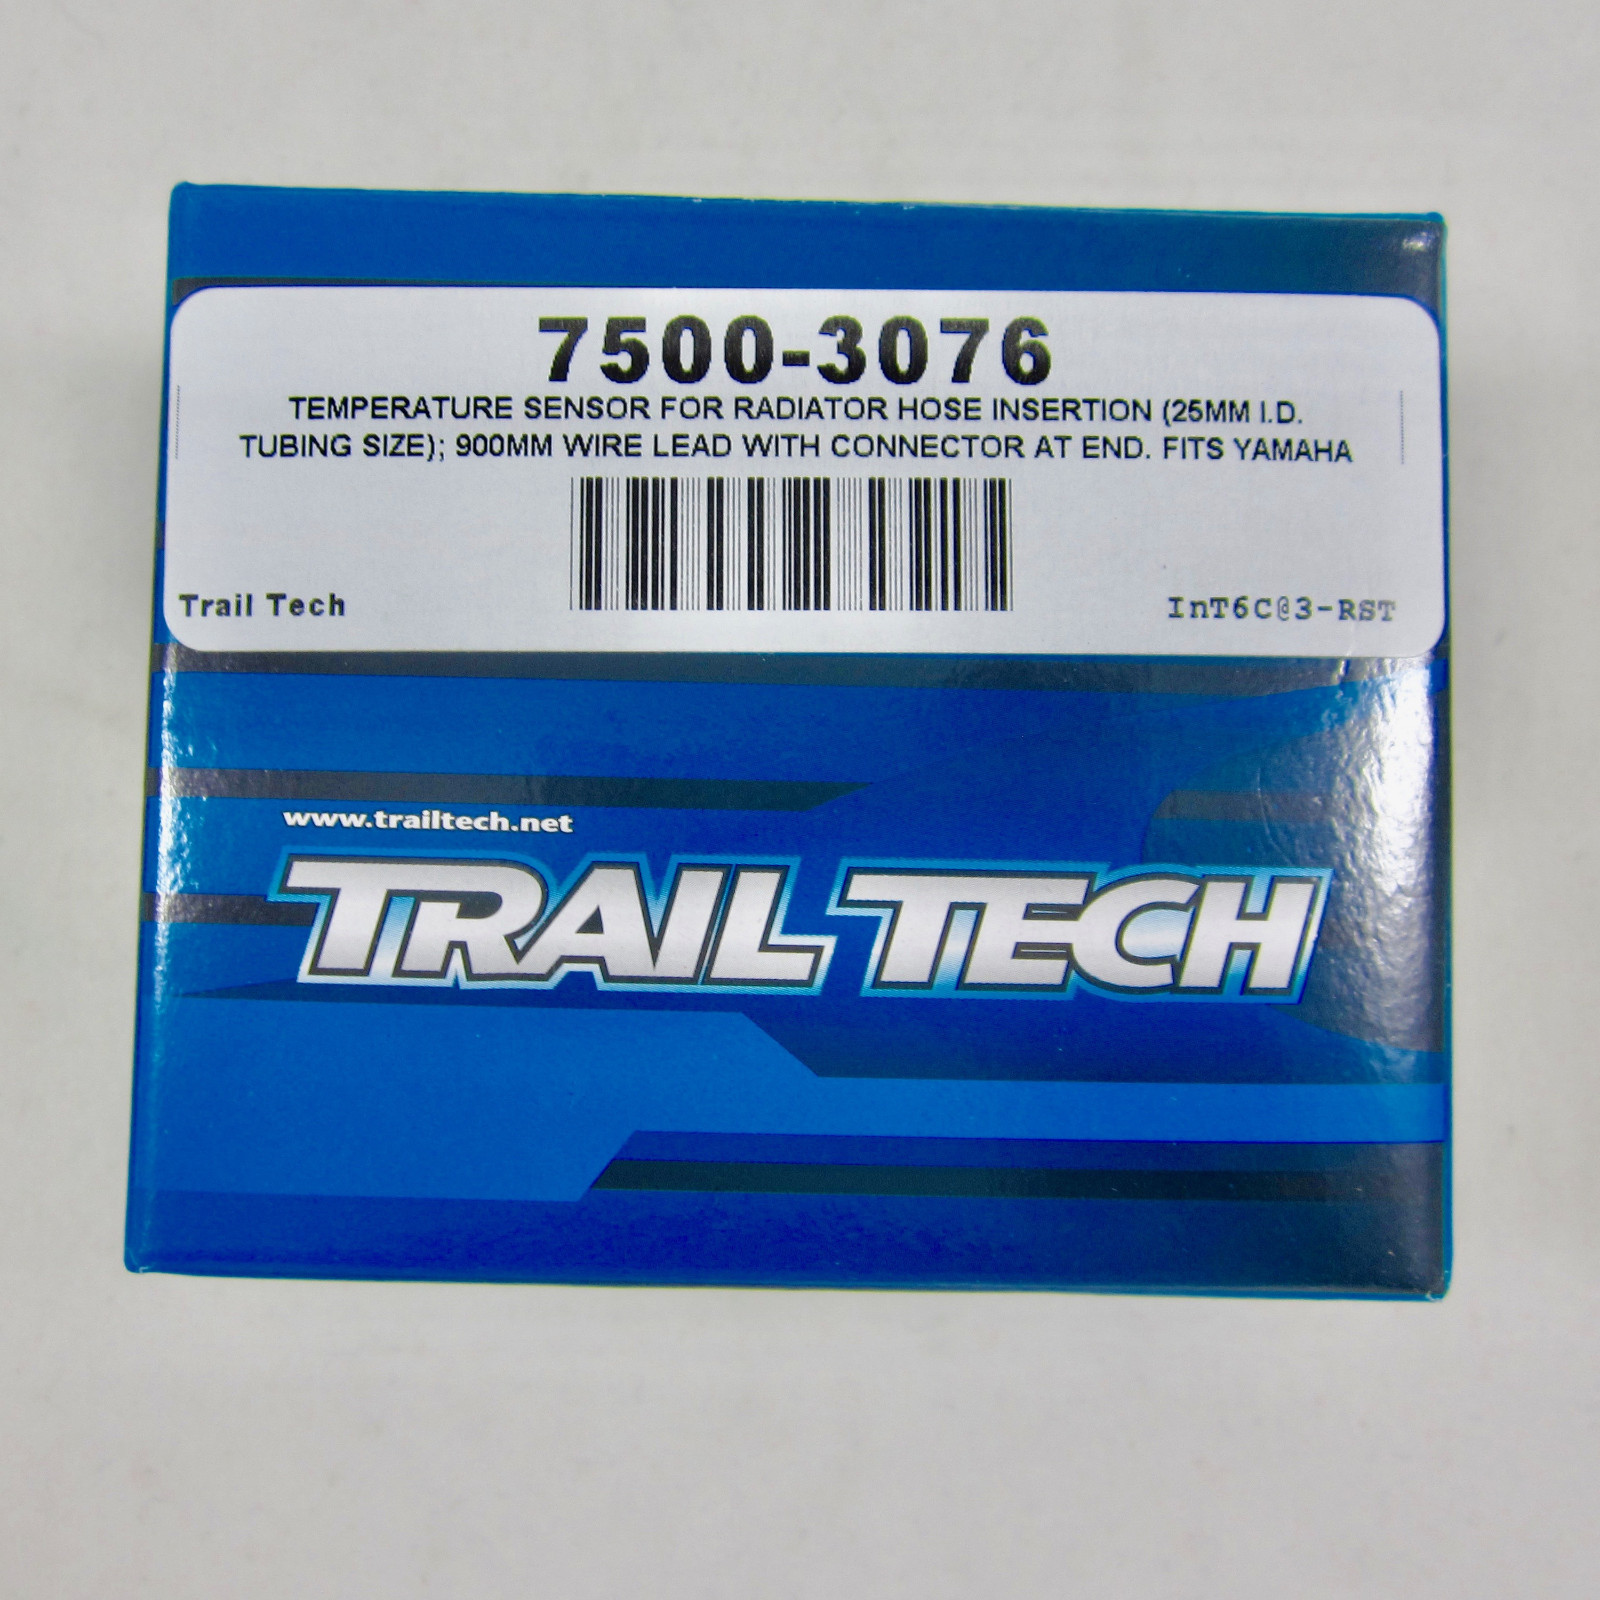 7500-3076
TEMPERATURE SENSOR FOR RADIATOR HOSE INSERTION (25MM I.D.
TUBING SIZE); 900MM WIRE LEAD WITH CONNECTOR AT END. FITS YAMAHA
Trail Tech
InT6C@3-RST
www.trailtech.net
TRAIL TECH